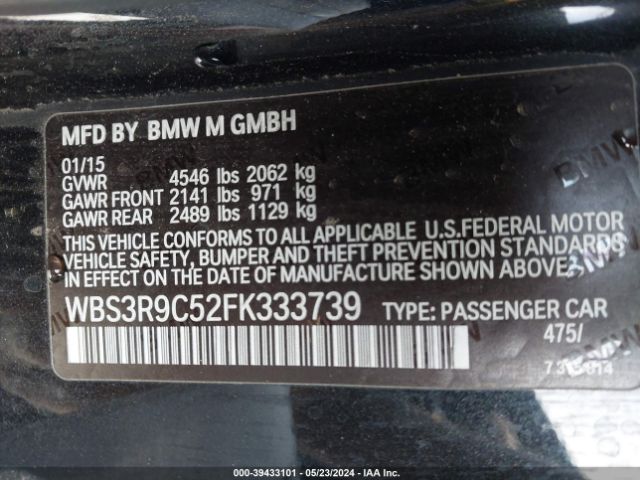 MFD BY BMW M GMBH
01/15
GVWR 4546 lbs 2062 kg
GAWR FRONT 2141 lbs 971 kg
GAWR REAR 2489 lbs 1129 kg
THIS VEHICLE CONFORMS TO ALL APPLICABLE U.S.FEDERAL MOTOR
VEHICLE SAFETY, BUMPER AND THEFT PREVENTION STANDARDS
IN EFFECT ON THE DATE OF MANUFACTURE SHOWN ABOVE.
WBS3R9C52FK333739 TYPE: PASSENGER CAR
475/
000-39433101 - 05/23/2024 - IAA Inc.